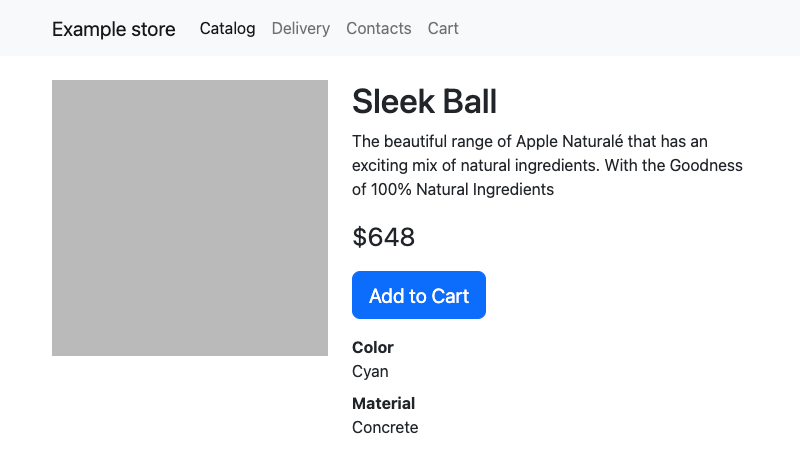 Example store Catalog Delivery Contacts Cart
Sleek Ball
The beautiful range of Apple Naturalé that has an
exciting mix of natural ingredients. With the Goodness
of 100% Natural Ingredients
$648
Add to Cart
Color
Cyan
Material
Concrete